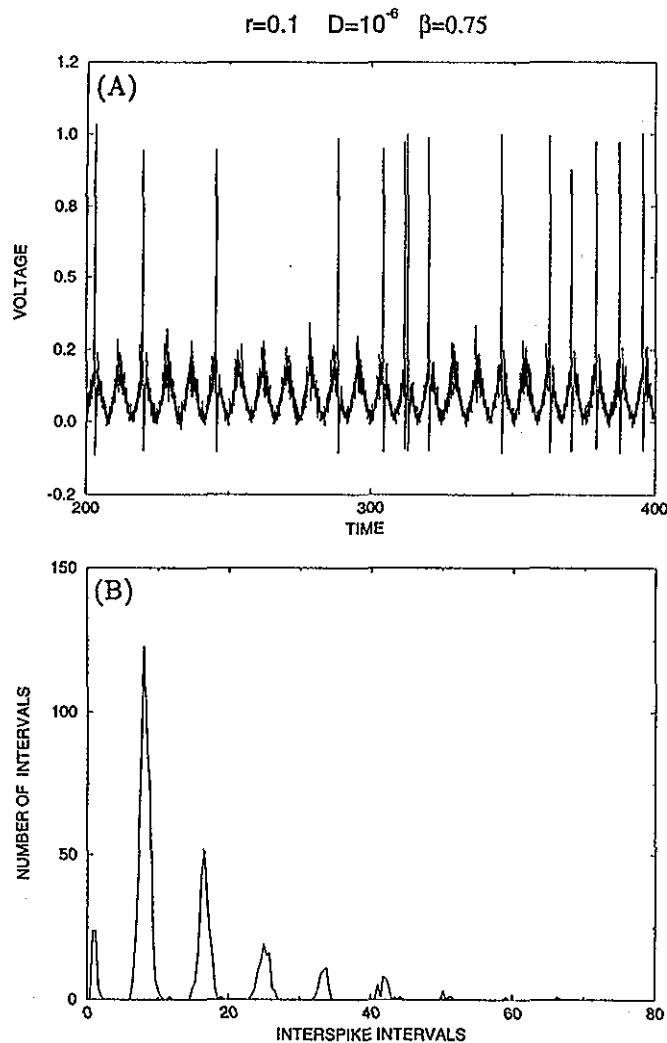 r=0.1 D=10⁻⁶ β=0.75
(A)
1.2
1.0
0.8
0.5
0.2
0.0
-0.2
VOLTAGE
200
300
400
TIME
(B)
150
100
50
0
NUMBER OF INTERVALS
0
20
40
60
80
INTERSPIKE INTERVALS